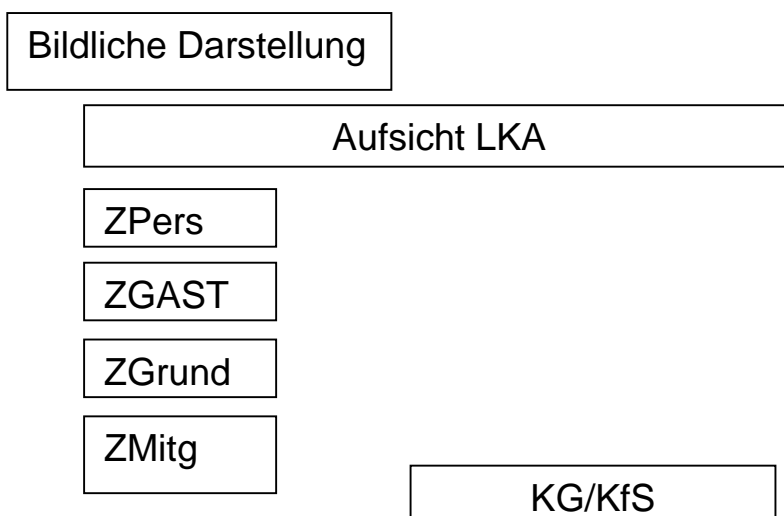 Bildliche Darstellung
Aufsicht LKA
ZPers
ZGAST
ZGrund
ZMitg
KG/KfS